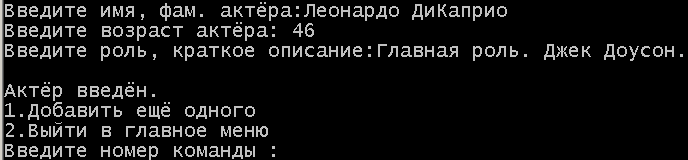 Введите имя, фам. актёра:Леонардо ДиКаприо
Введите возраст актёра: 46
Введите роль, краткое описание:Главная роль. Джек Доусон.
Актёр введён.
1.Добавить ещё одного
2.Выйти в главное меню
Введите номер команды :